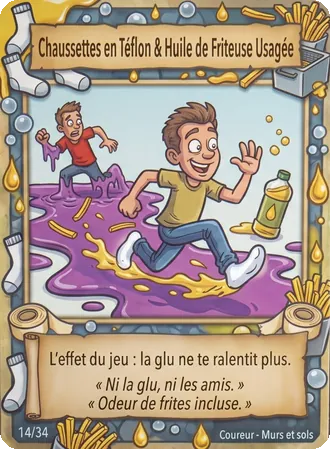 Chaussettes en Téflon & Huile de Friteuse Usagée
L'effet du jeu : la glu ne te ralentit plus.
« Ni la glu, ni les amis. »
« Odeur de frites incluse. »
14/34
Coureur - Murs et sols